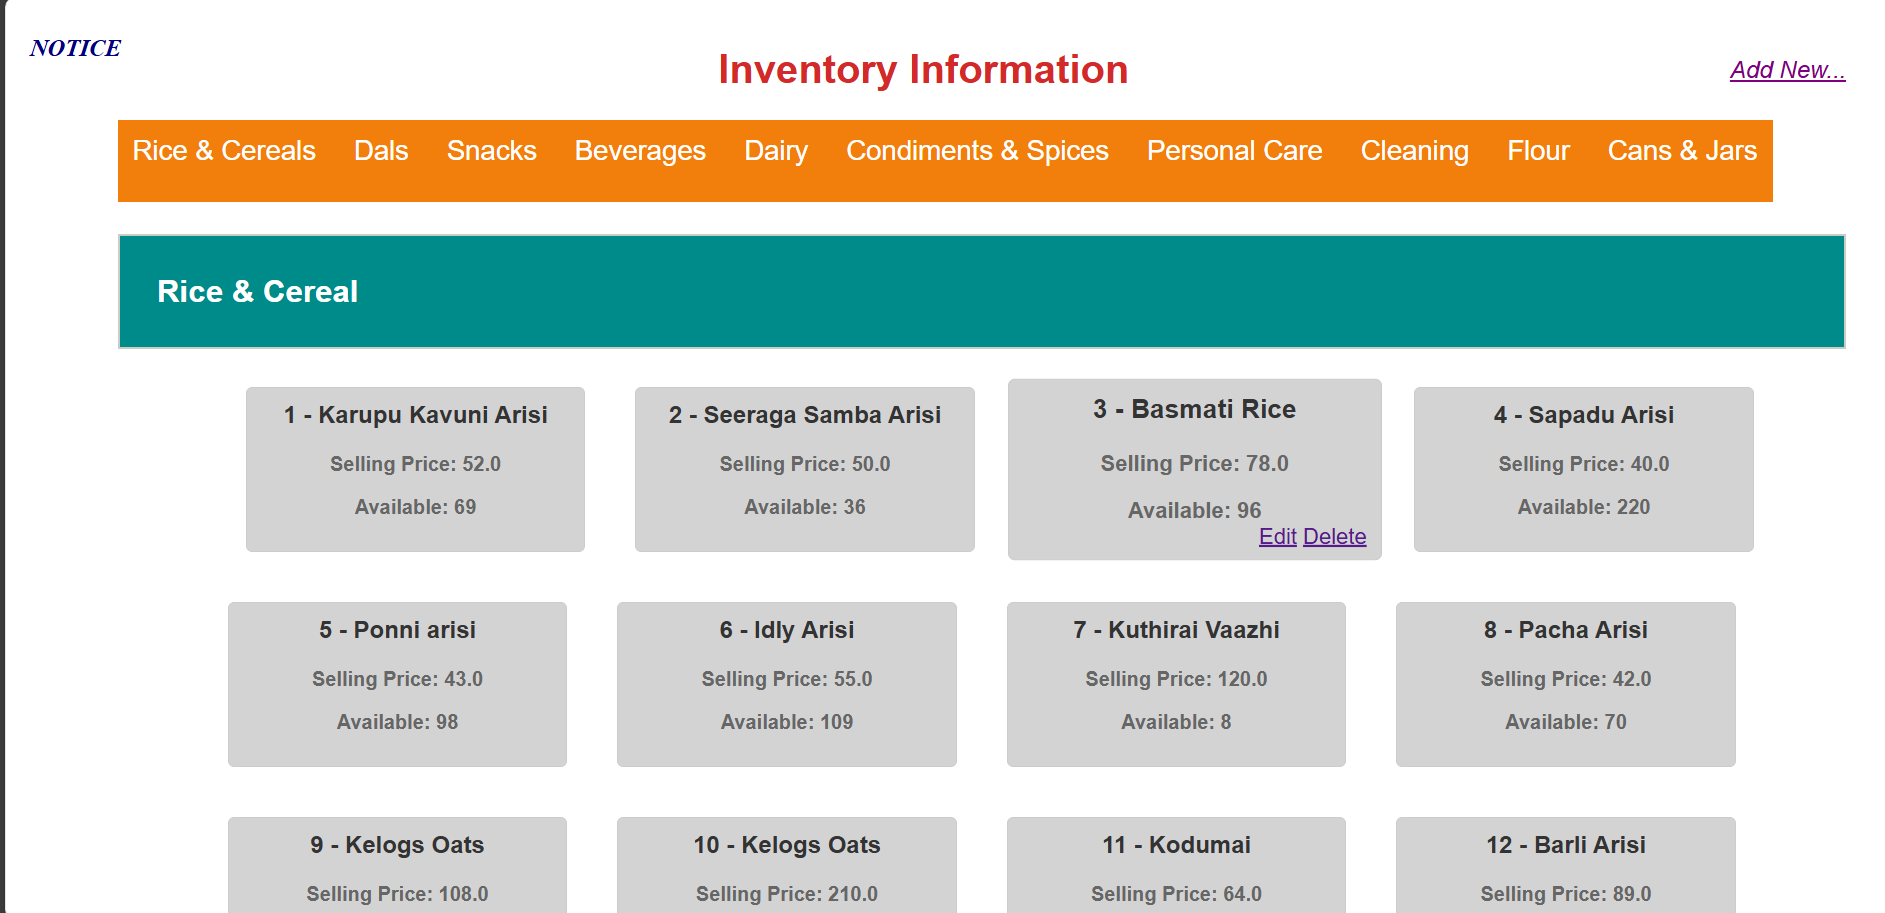 NOTICE
Inventory Information
Add New...
Rice & Cereals Dals Snacks Beverages Dairy Condiments & Spices Personal Care Cleaning Flour Cans & Jars
Rice & Cereal
1 - Karupu Kavuni Arisi
Selling Price: 52.0
Available: 69
2 - Seeraga Samba Arisi
Selling Price: 50.0
Available: 36
3 - Basmati Rice
Selling Price: 78.0
Available: 96
Edit Delete
4 - Sapadu Arisi
Selling Price: 40.0
Available: 220
5 - Ponni arisi
Selling Price: 43.0
Available: 98
6 - Idly Arisi
Selling Price: 55.0
Available: 109
7 - Kuthirai Vaazhi
Selling Price: 120.0
Available: 8
8 - Pacha Arisi
Selling Price: 42.0
Available: 70
9 - Kelogs Oats
Selling Price: 108.0
10 - Kelogs Oats
Selling Price: 210.0
11 - Kodumai
Selling Price: 64.0
12 - Barli Arisi
Selling Price: 89.0